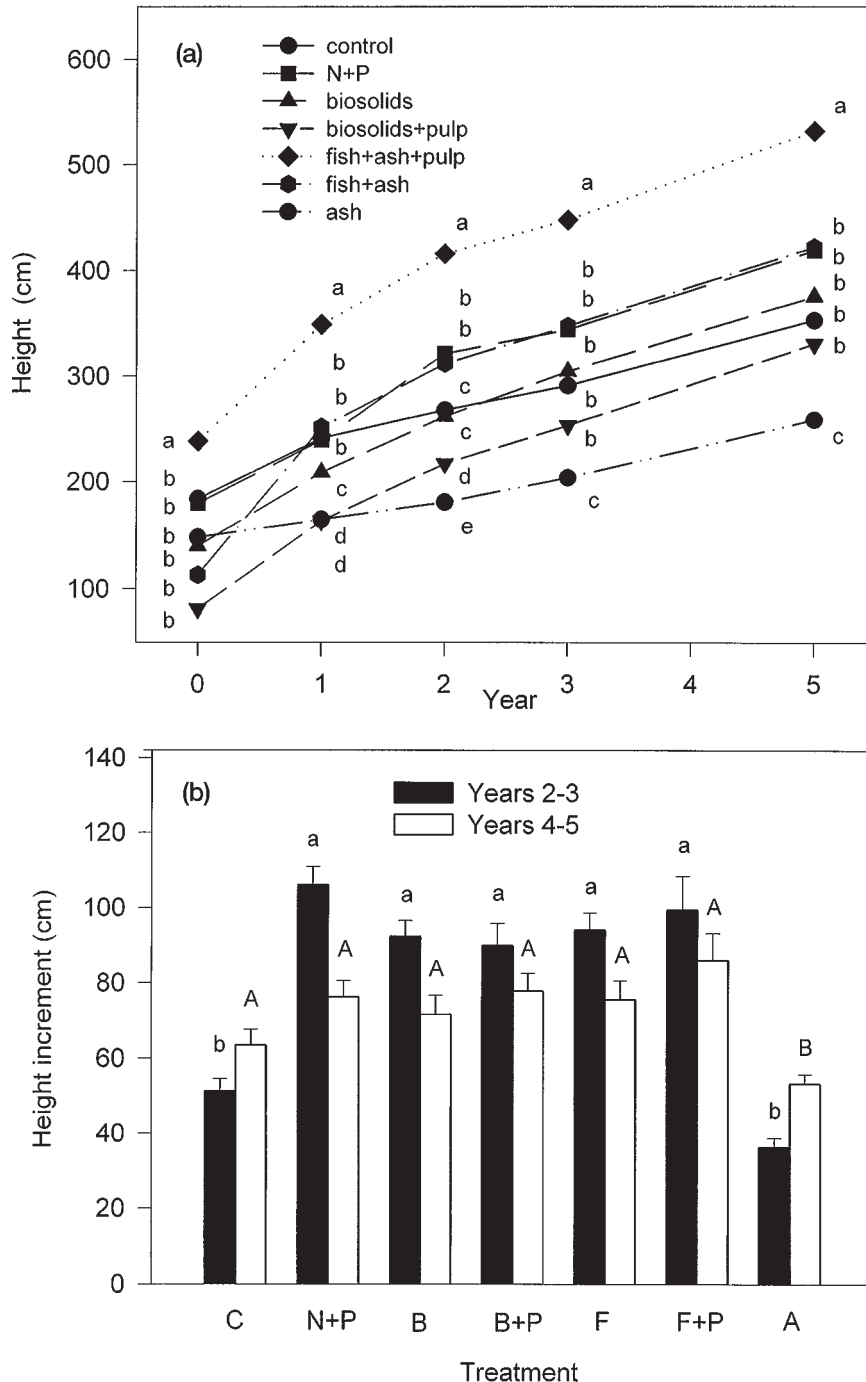 (a)
control
N+P
biosolids
biosolids+pulp
fish+ash+pulp
fish+ash
ash
Height (cm)
600
500
400
300
200
100
a
b
b
b
b
b
b
a
b
b
b
c
d
d
a
b
b
c
c
d
e
a
b
b
b
b
b
c
a
b
b
b
b
b
c
0 1 2 3 4 5
Year
(b)
Years 2-3
Years 4-5
Height increment (cm)
140
120
100
80
60
40
20
0
b A
a A
a A
a A
a A
a A
b B
C N+P B B+P F F+P A
Treatment